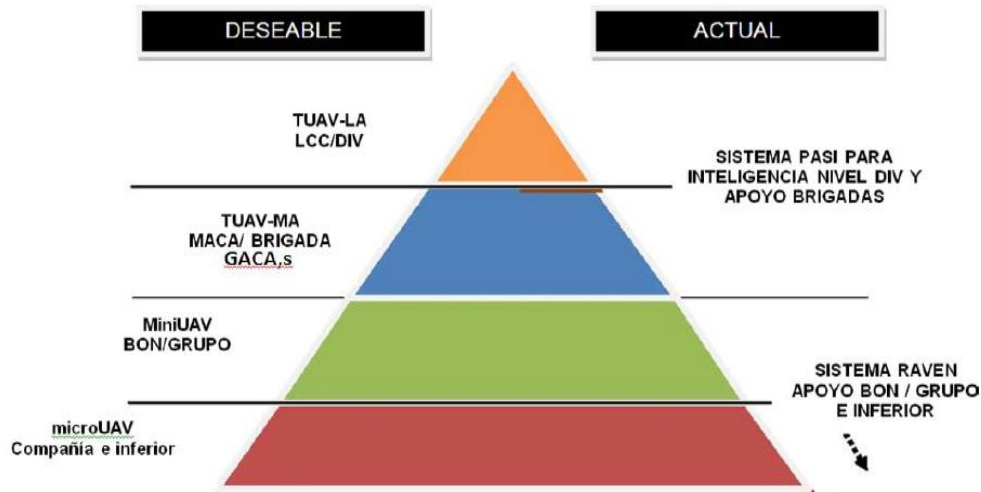 DESEABLE
ACTUAL
TUAV-LA
LCC/DIV
SISTEMA PASI PARA
INTELIGENCIA NIVEL DIV Y
APOYO BRIGADAS
TUAV-MA
MACA/ BRIGADA
GACA,s
MiniUAV
BON/GRUPO
SISTEMA RAVEN
APOYO BON / GRUPO
E INFERIOR
microUAV
Compañía e inferior